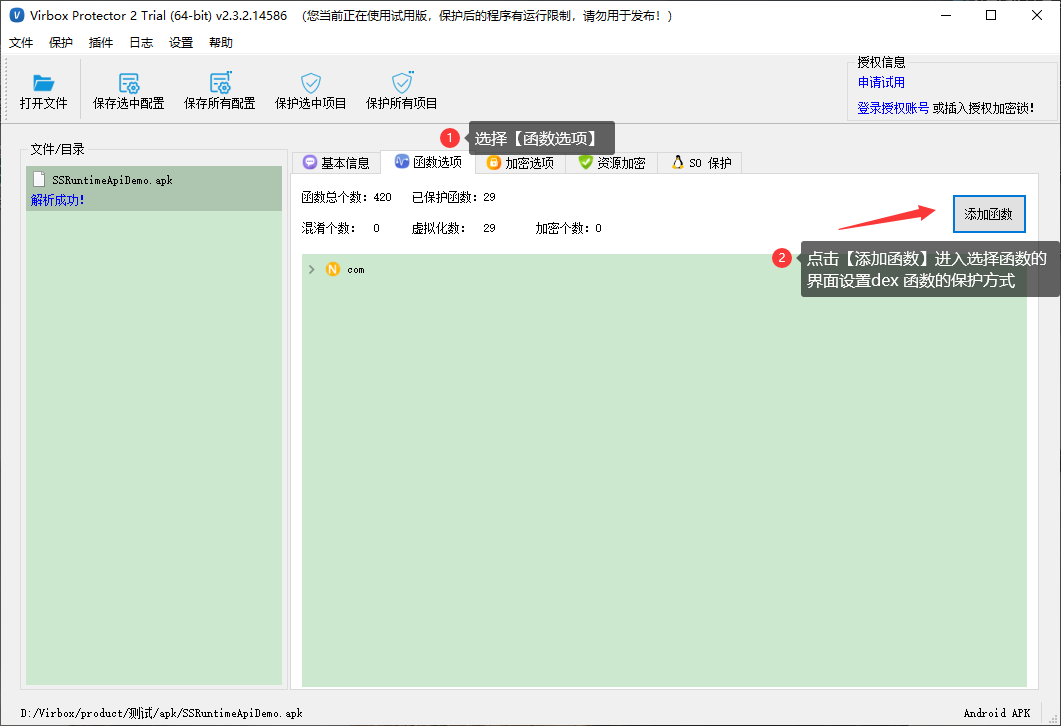 Virbox Protector 2 Trial (64-bit) v2.3.2.14586 (您当前正在使用试用版，保护后的程序有运行限制，请勿用于发布！)
文件 保护 插件 日志 设置 帮助
打开文件 保存选中配置 保存所有配置 保护选中项目 保护所有项目
授权信息
申请试用
登录授权账号 或插入授权加密锁！
文件/目录
SSRuntimeApiDemo.apk
解析成功！
1 选择【函数选项】
基本信息 函数选项 加密选项 资源加密 SO 保护
函数总个数：420 已保护函数：29
混淆个数： 0 虚拟化数： 29 加密个数：0
添加函数
2 点击【添加函数】进入选择函数的
界面设置dex 函数的保护方式
N com
D:/Virbox/product/测试/apk/SSRuntimeApiDemo.apk
Android APK